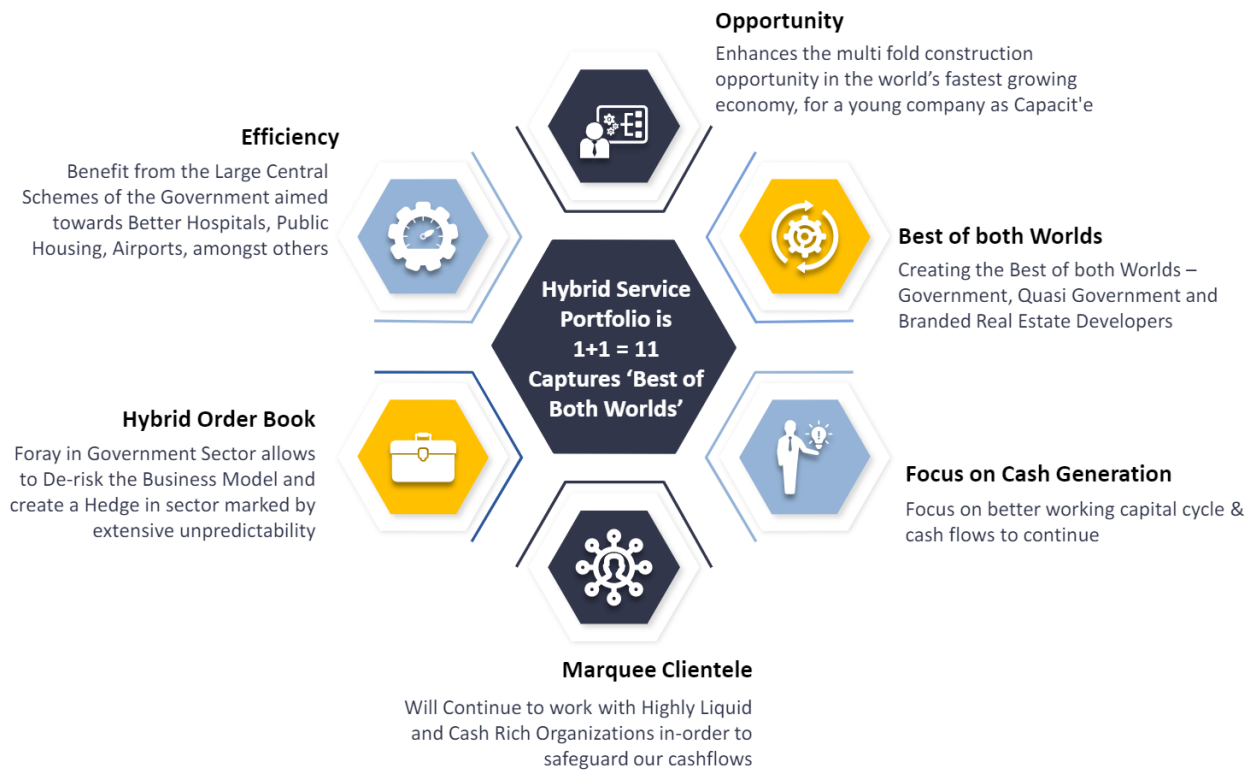 Opportunity
Enhances the multi fold construction
opportunity in the world's fastest growing
economy, for a young company as Capacit'e
Efficiency
Benefit from the Large Central
Schemes of the Government aimed
towards Better Hospitals, Public
Housing, Airports, amongst others
Best of both Worlds
Creating the Best of both Worlds –
Government, Quasi Government and
Branded Real Estate Developers
Hybrid Service
Portfolio is
1+1 = 11
Captures ‘Best of
Both Worlds’
Hybrid Order Book
Foray in Government Sector allows
to De-risk the Business Model and
create a Hedge in sector marked by
extensive unpredictability
Focus on Cash Generation
Focus on better working capital cycle &
cash flows to continue
Marquee Clientele
Will Continue to work with Highly Liquid
and Cash Rich Organizations in-order to
safeguard our cashflows